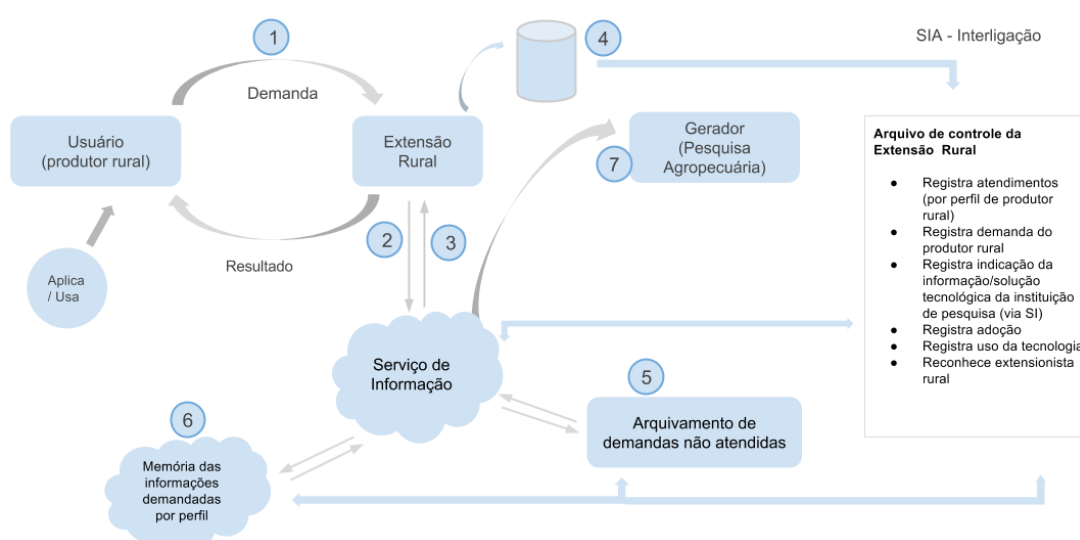 1
4
SIA - Interligação
Demanda
Usuário
(produtor rural)
Extensão
Rural
Gerador
(Pesquisa
Agropecuária)
7
Arquivo de controle da
Extensão Rural
● Registra atendimentos
(por perfil de produtor
rural)
● Registra demanda do
produtor rural
● Registra indicação da
informação/solução
tecnológica da instituição
de pesquisa (via SI)
● Registra adoção
● Registra uso da tecnologia
● Reconhece extensionista
rural
2
3
Resultado
Aplica
/ Usa
Serviço de
Informação
5
Arquivamento de
demandas não atendidas
6
Memória das
informações
demandadas
por perfil